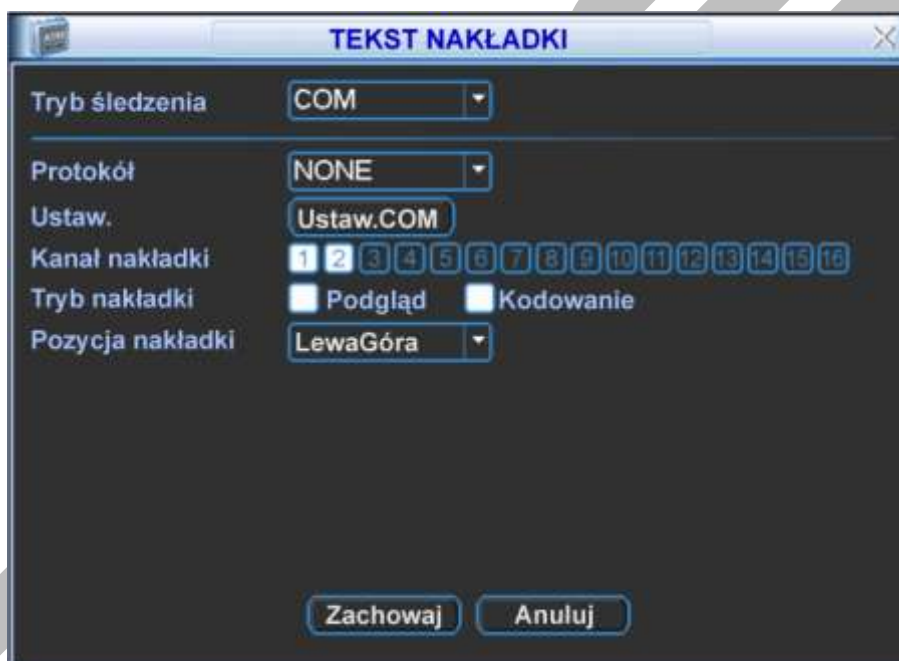 TEKST NAKŁADKI
Tryb śledzenia COM
Protokół NONE
Ustaw. Ustaw.COM
Kanał nakładki 1 2 3 4 5 6 7 8 9 10 11 12 13 14 15 16
Tryb nakładki Podgląd Kodowanie
Pozycja nakładki LewaGóra
Zachowaj Anuluj